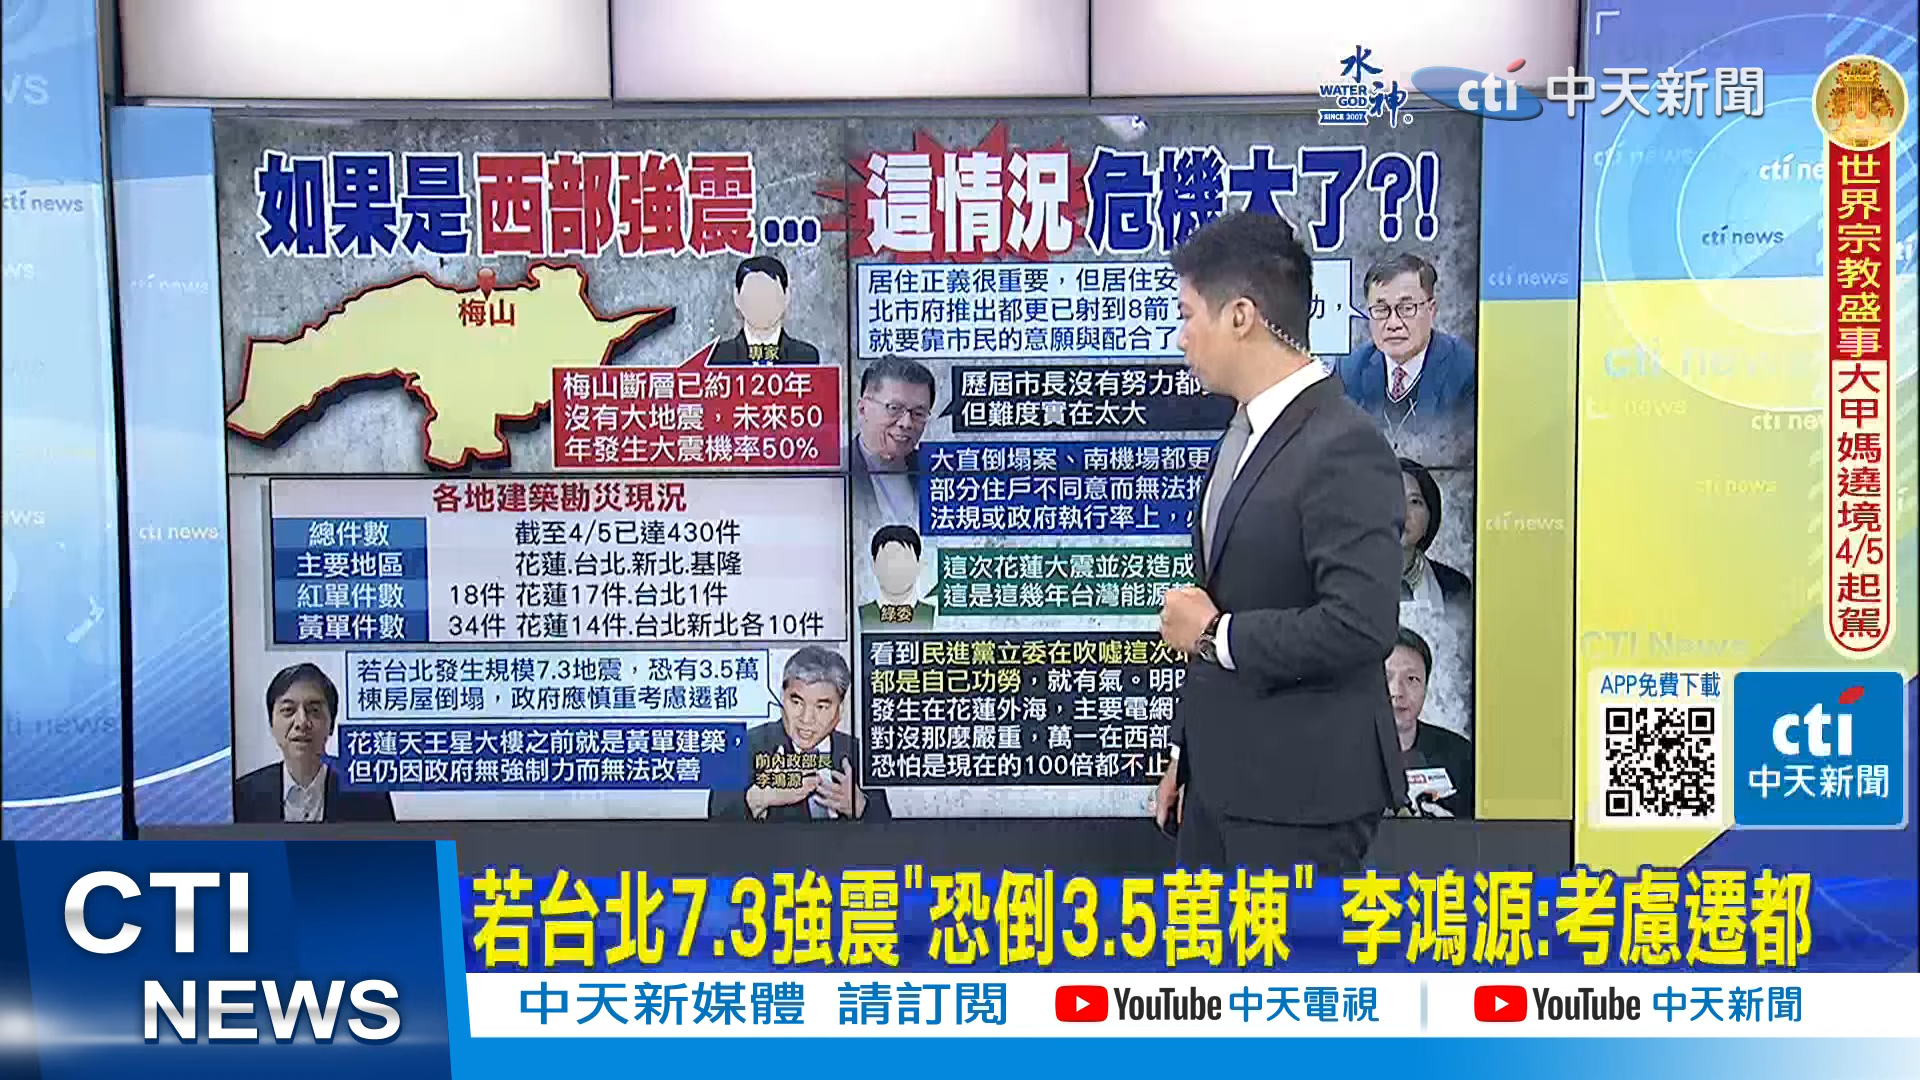 水神
WATER GOD
SINCE 2007
cti 中天新聞
如果是西部強震... 這情況危機大了?!
梅山
專家
梅山斷層已約120年
沒有大地震，未來50
年發生大震機率50%
各地建築勘災現況
總件數 截至4/5已達430件
主要地區 花蓮.台北.新北.基隆
紅單件數 18件 花蓮17件.台北1件
黃單件數 34件 花蓮14件.台北新北各10件
若台北發生規模7.3地震，恐有3.5萬
棟房屋倒塌，政府應慎重考慮遷都
花蓮天王星大樓之前就是黃單建築，
但仍因政府無強制力而無法改善
前內政部長
李鴻源
居住正義很重要，但居住安
北市府推出都更已射到8箭
就要靠市民的意願與配合了
歷屆市長沒有努力都
但難度實在太大
大直倒塌案、南機場都更
部分住戶不同意而無法
法規或政府執行率上，
綠委
這次花蓮大震並沒造成
這是這幾年台灣能源
看到民進黨立委在吹噓這次
都是自己功勞，就有氣。明
發生在花蓮外海，主要電網
對沒那麼嚴重，萬一在西部
恐怕是現在的100倍都不止
世界宗教盛事 大甲媽遶境4/5起駕
APP免費下載
cti
中天新聞
cti news
cti news
cti news
cti news
cti news
CTI News
CTI NEWS
若台北7.3強震"恐倒3.5萬棟" 李鴻源:考慮遷都
中天新媒體 請訂閱 YouTube 中天電視 | YouTube 中天新聞